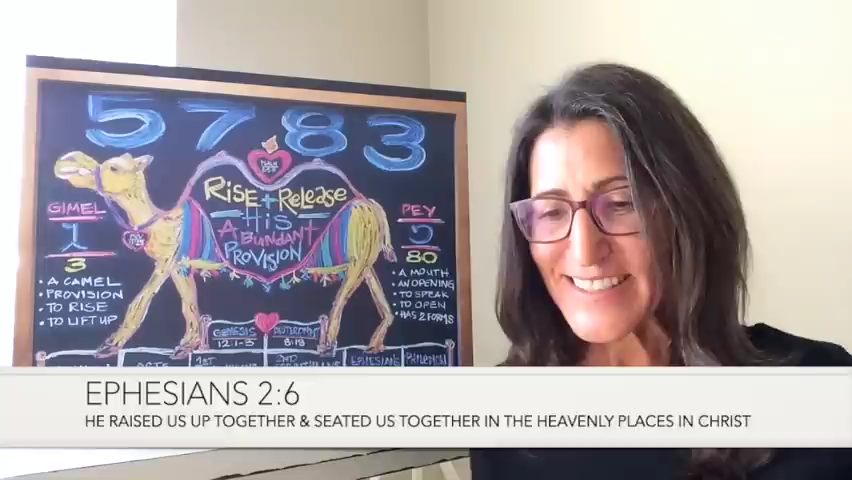 5783
RISE + RELEASE
HIS
ABUNDANT
PROVISION
GIMEL
ג
3
• A CAMEL
• PROVISION
• TO RISE
• TO LIFT UP
PEY
פ
80
• A MOUTH
• AN OPENING
• TO SPEAK
• TO OPEN
• HAS 2 FORMS
GENESIS
12:1-3
DEUTERONOMY
8:18
ACTS
1ST
2ND
EPHESIANS
PHILEMON
EPHESIANS 2:6
HE RAISED US UP TOGETHER & SEATED US TOGETHER IN THE HEAVENLY PLACES IN CHRIST